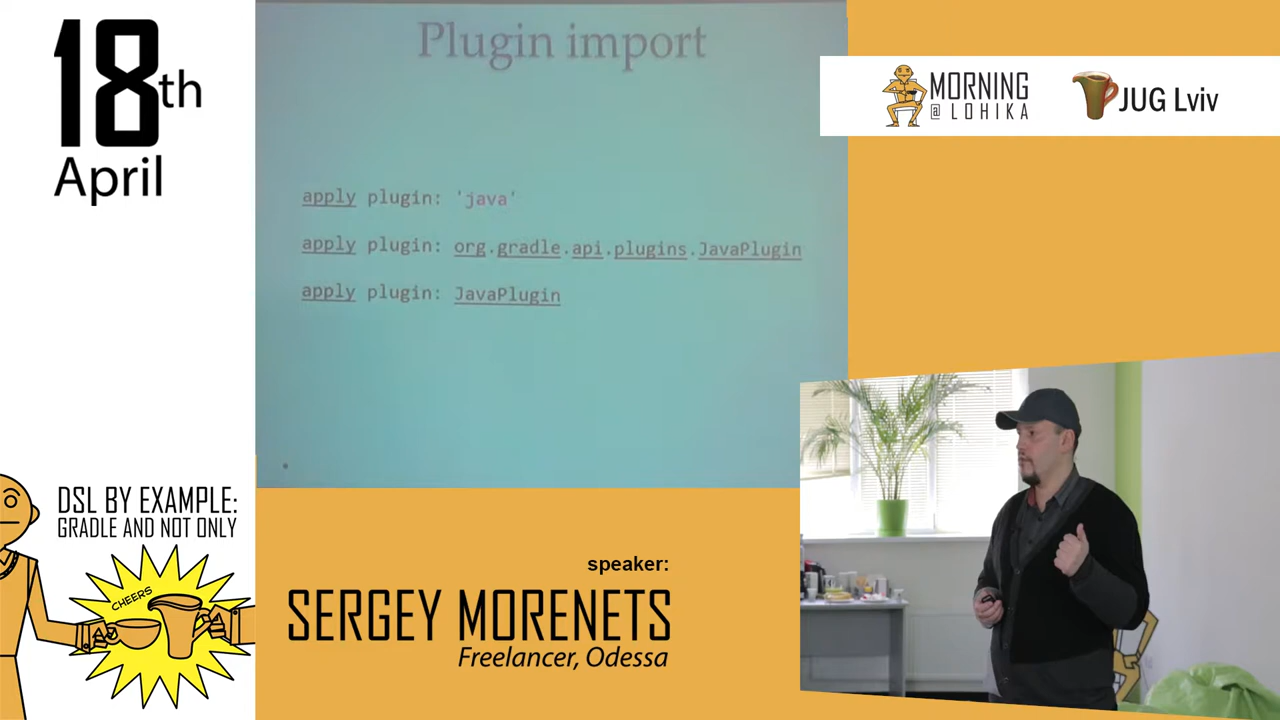 18th
April
Plugin import
apply plugin: 'java'
apply plugin: org.gradle.api.plugins.JavaPlugin
apply plugin: JavaPlugin
MORNING
@ LOHIKA
JUG Lviv
DSL BY EXAMPLE:
GRADLE AND NOT ONLY
CHEERS
speaker:
SERGEY MORENETS
Freelancer, Odessa